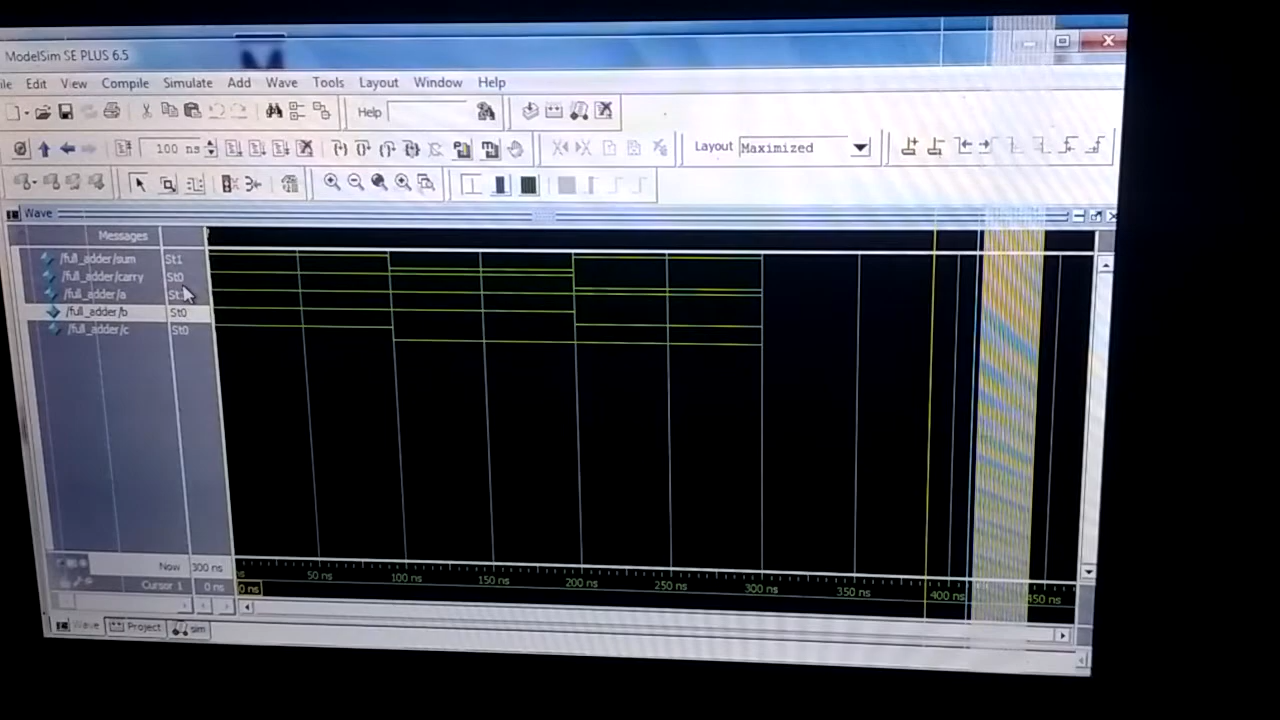 ModelSim SE PLUS 6.5
ile Edit View Compile Simulate Add Wave Tools Layout Window Help
Help
100 ns Layout Maximized
Wave
Messages
/full_adder/sum St1
/full_adder/carry St0
/full_adder/a
/full_adder/b St0
/full_adder/c St0
Now 300 ns
50 ns 100 ns 150 ns 200 ns 250 ns 300 ns 350 ns 400 ns 450 ns
Cursor 1 0 ns 0 ns
Wave Project sim